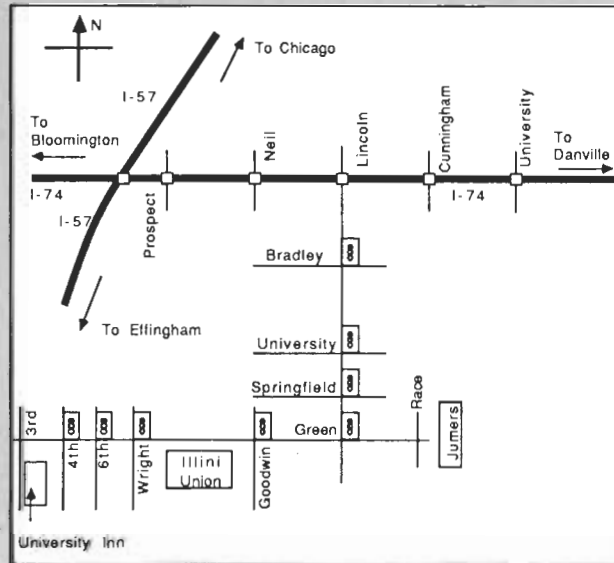 N
To Chicago
I-57
To
Bloomington
Neil
Lincoln
Cunningham
University
To
Danville
I-74
I-57
Prospect
I-74
Bradley
To Effingham
University
Springfield
Race
3rd
4th
6th
Wright
Illini
Union
Goodwin
Green
Jumers
University Inn